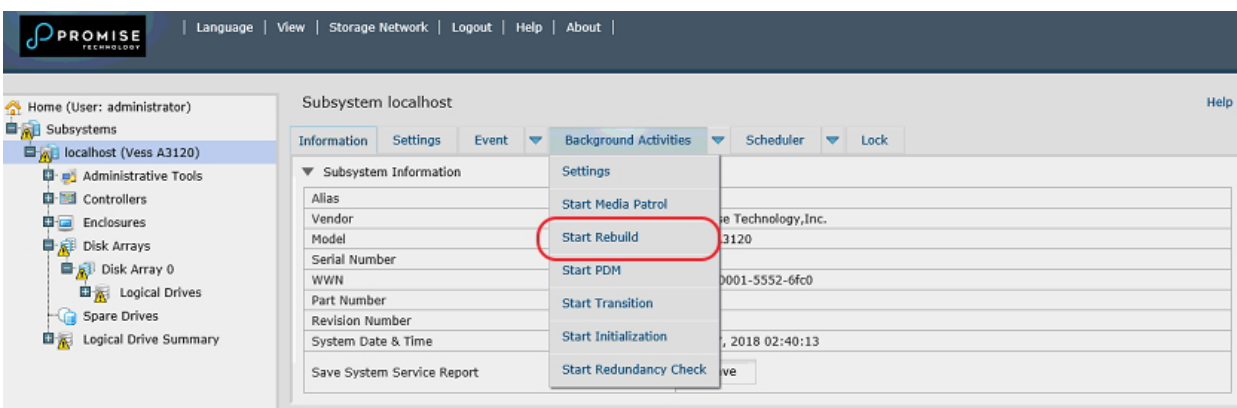 PROMISE
TECHNOLOGY
| Language | View | Storage Network | Logout | Help | About |
Home (User: administrator)
Subsystems
localhost (Vess A3120)
Administrative Tools
Controllers
Enclosures
Disk Arrays
Disk Array 0
Logical Drives
Spare Drives
Logical Drive Summary
Subsystem localhost
Help
Information Settings Event Background Activities Scheduler Lock
Subsystem Information
Alias
Vendor
Model
Serial Number
WWN
Part Number
Revision Number
System Date & Time
Save System Service Report
Settings
Start Media Patrol
Start Rebuild
Start PDM
Start Transition
Start Initialization
Start Redundancy Check
se Technology,Inc.
3120
0001-5552-6fc0
, 2018 02:40:13
ve